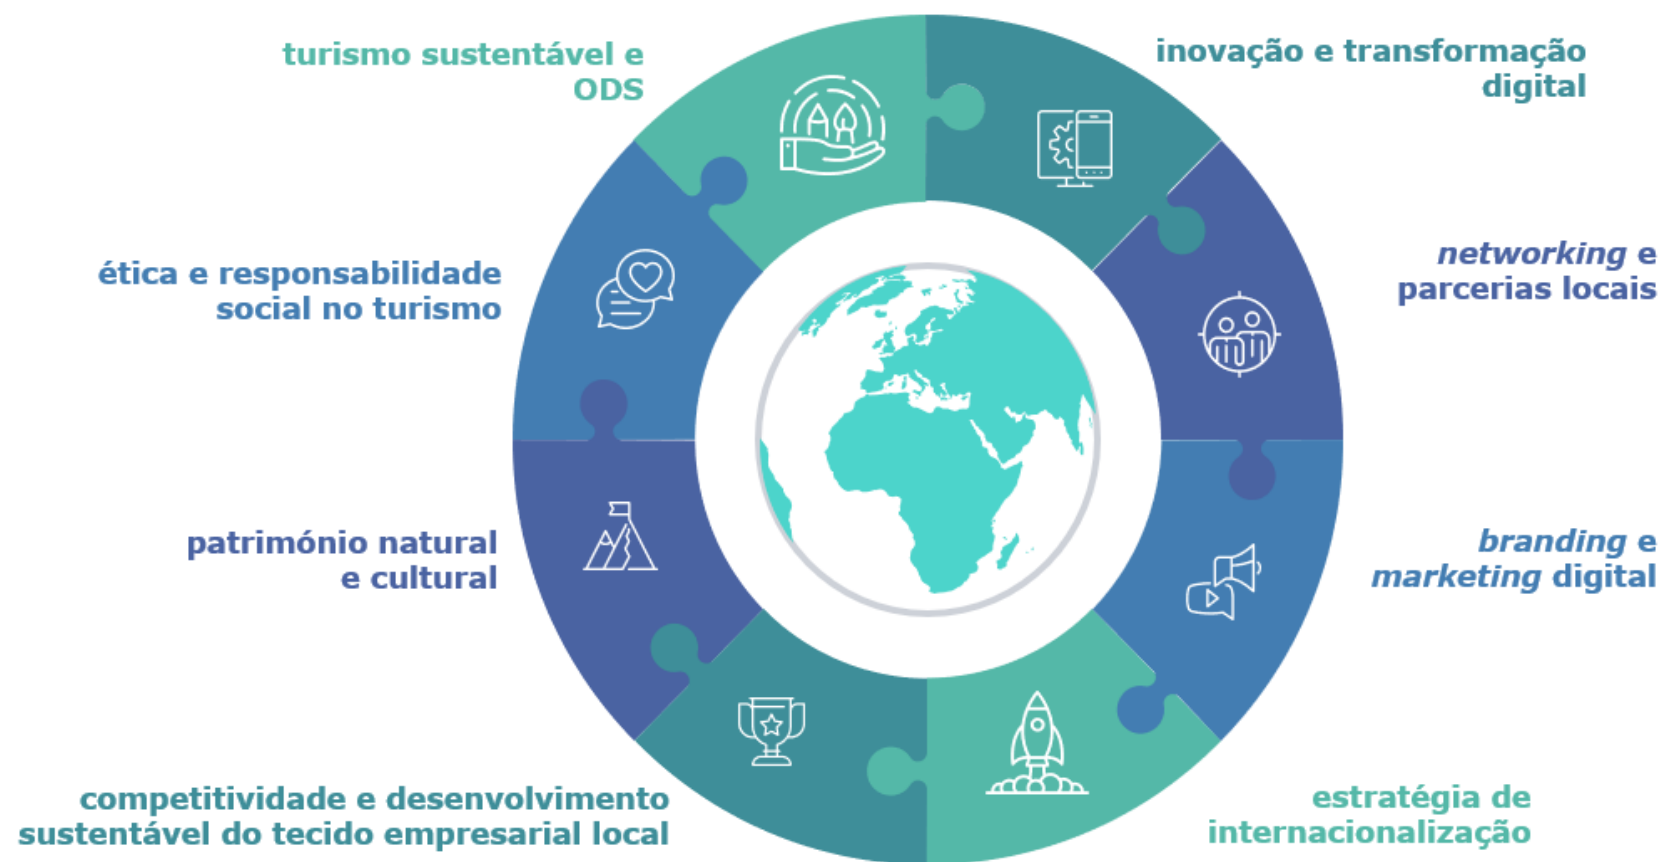 turismo sustentável e
ODS
inovação e transformação
digital
ética e responsabilidade
social no turismo
networking e
parcerias locais
património natural
e cultural
branding e
marketing digital
competitividade e desenvolvimento
sustentável do tecido empresarial local
estratégia de
internacionalização